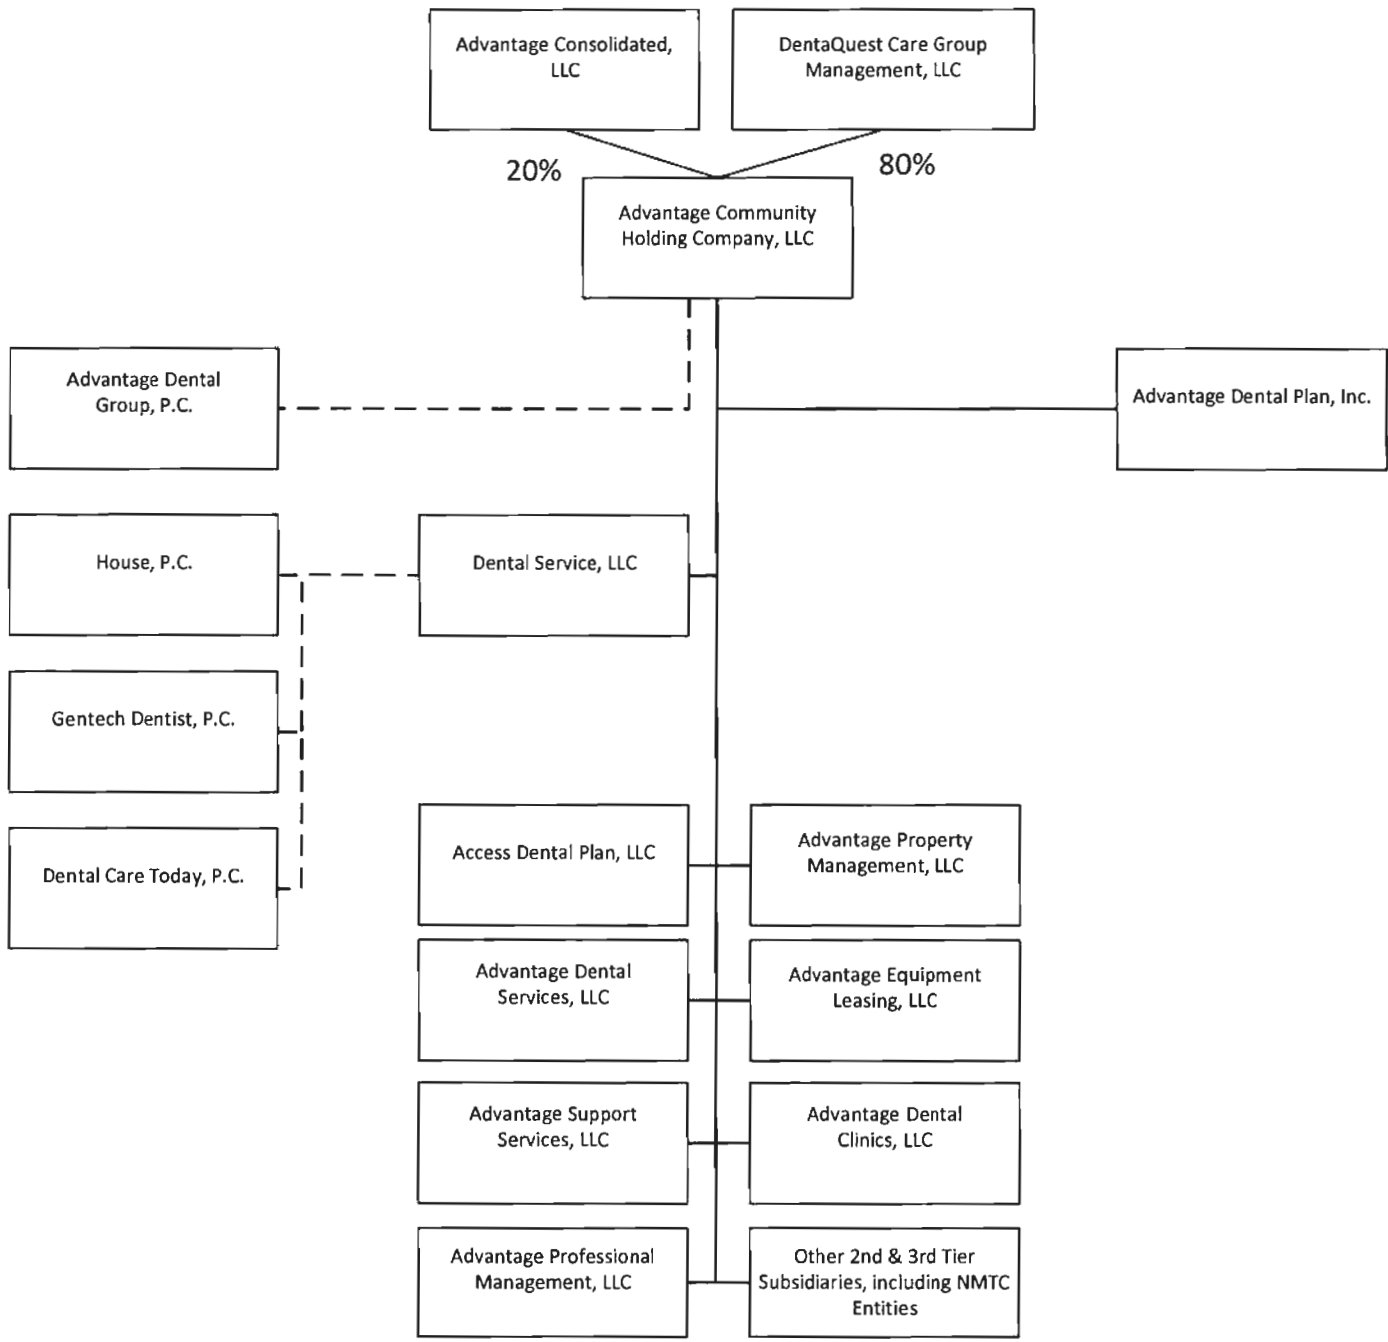 Advantage Consolidated,
LLC
DentaQuest Care Group
Management, LLC
20%
80%
Advantage Community
Holding Company, LLC
Advantage Dental
Group, P.C.
Advantage Dental Plan, Inc.
House, P.C.
Dental Service, LLC
Gentech Dentist, P.C.
Dental Care Today, P.C.
Access Dental Plan, LLC
Advantage Property
Management, LLC
Advantage Dental
Services, LLC
Advantage Equipment
Leasing, LLC
Advantage Support
Services, LLC
Advantage Dental
Clinics, LLC
Advantage Professional
Management, LLC
Other 2nd & 3rd Tier
Subsidiaries, including NMTC
Entities